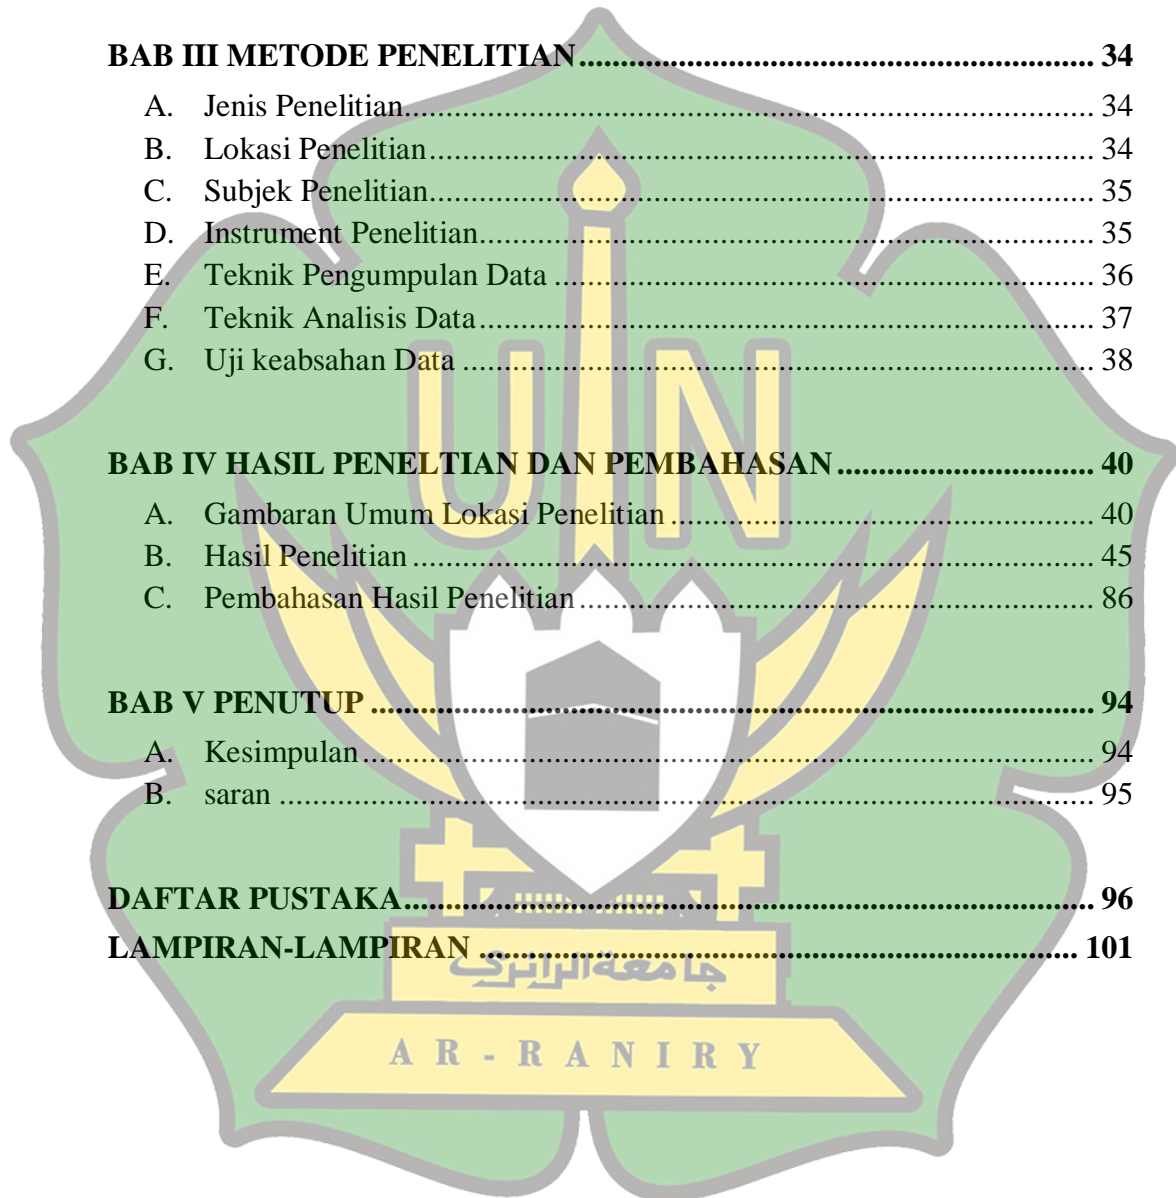 BAB III METODE PENELITIAN ................................................................ 34
A. Jenis Penelitian ................................................................ 34
B. Lokasi Penelitian ................................................................ 34
C. Subjek Penelitian ................................................................ 35
D. Instrument Penelitian ................................................................ 35
E. Teknik Pengumpulan Data ................................................................ 36
F. Teknik Analisis Data ................................................................ 37
G. Uji keabsahan Data ................................................................ 38
UIN
BAB IV HASIL PENELTIAN DAN PEMBAHASAN ................................ 40
A. Gambaran Umum Lokasi Penelitian ................................................ 40
B. Hasil Penelitian ................................................................ 45
C. Pembahasan Hasil Penelitian ................................................................ 86
BAB V PENUTUP ................................................................ 94
A. Kesimpulan ................................................................ 94
B. saran ................................................................ 95
DAFTAR PUSTAKA ................................................................ 96
LAMPIRAN-LAMPIRAN ................................................................ 101
جامعة الرانري
AR-RANIRY